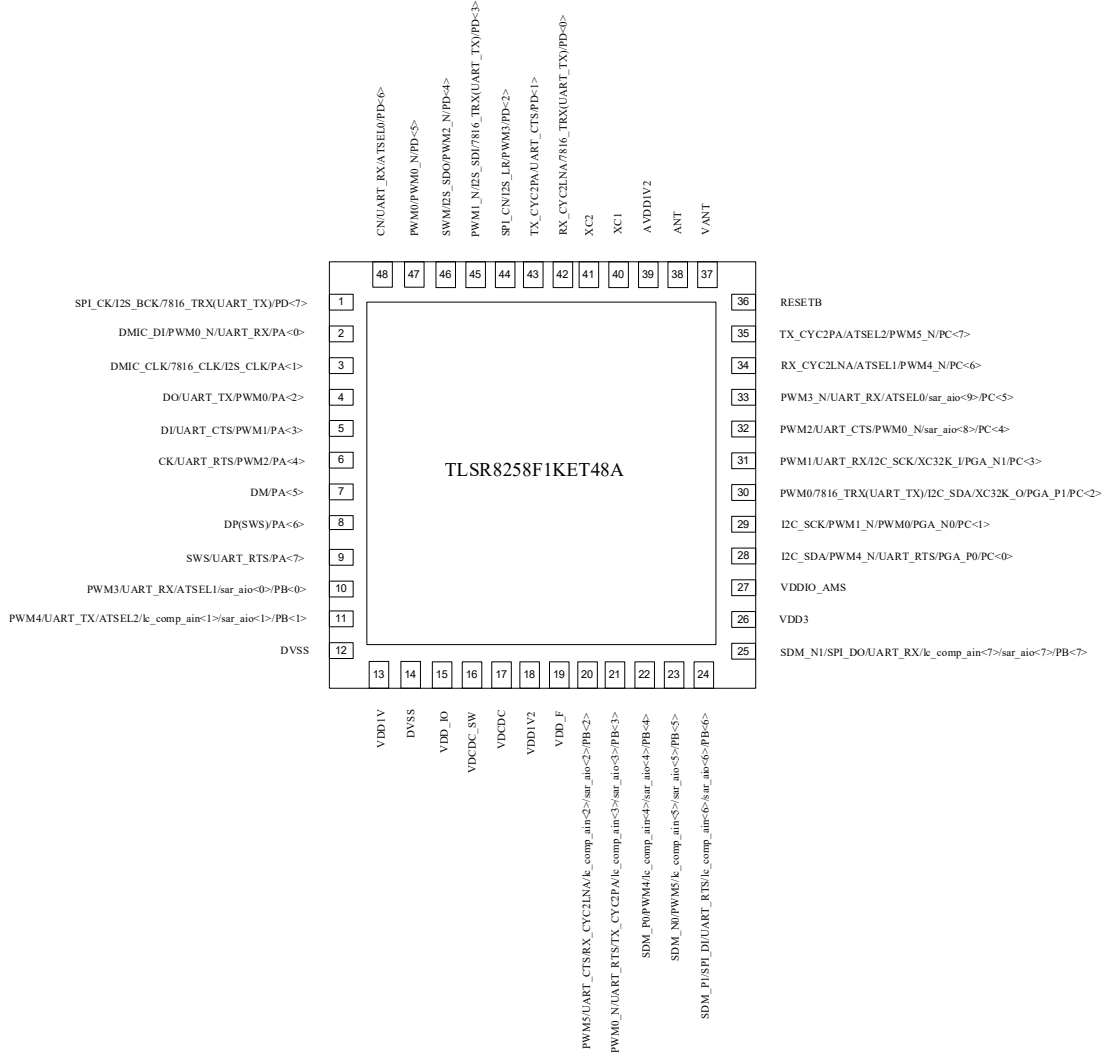 CN/UART_RX/ATSEL0/PD<6>
PWM0/PWM0_N/PD<5>
SWM/I2S_SDO/PWM2_N/PD<4>
PWM1_N/I2S_SDI/7816_TRX(UART_TX)/PD<3>
SPI_CN/I2S_LR/PWM3/PD<2>
TX_CYC2PA/UART_CTS/PD<1>
RX_CYC2LNA/7816_TRX(UART_TX)/PD<0>
XC2
XC1
AVDD1V2
ANT
VANT
48
47
46
45
44
43
42
41
40
39
38
37
SPI_CK/I2S_BCK/7816_TRX(UART_TX)/PD<7>
1
DMIC_DI/PWM0_N/UART_RX/PA<0>
2
DMIC_CLK/7816_CLK/I2S_CLK/PA<1>
3
DO/UART_TX/PWM0/PA<2>
4
DI/UART_CTS/PWM1/PA<3>
5
CK/UART_RTS/PWM2/PA<4>
6
DM/PA<5>
7
DP(SWS)/PA<6>
8
SWS/UART_RTS/PA<7>
9
PWM3/UART_RX/ATSEL1/sar_aio<0>/PB<0>
10
PWM4/UART_TX/ATSEL2/lc_comp_ain<1>/sar_aio<1>/PB<1>
11
DVSS
12
TLSR8258F1KET48A
36
RESETB
35
TX_CYC2PA/ATSEL2/PWM5_N/PC<7>
34
RX_CYC2LNA/ATSEL1/PWM4_N/PC<6>
33
PWM3_N/UART_RX/ATSEL0/sar_aio<9>/PC<5>
32
PWM2/UART_CTS/PWM0_N/sar_aio<8>/PC<4>
31
PWM1/UART_RX/I2C_SCK/XC32K_I/PGA_N1/PC<3>
30
PWM0/7816_TRX(UART_TX)/I2C_SDA/XC32K_O/PGA_P1/PC<2>
29
I2C_SCK/PWM1_N/PWM0/PGA_N0/PC<1>
28
I2C_SDA/PWM4_N/UART_RTS/PGA_P0/PC<0>
27
VDDIO_AMS
26
VDD3
25
SDM_N1/SPI_DO/UART_RX/lc_comp_ain<7>/sar_aio<7>/PB<7>
13
14
15
16
17
18
19
20
21
22
23
24
VDD1V
DVSS
VDD_IO
VDCDC_SW
VDCDC
VDD1V2
VDD_F
PWM5/UART_CTS/RX_CYC2LNA/lc_comp_ain<2>/sar_aio<2>/PB<2>
PWM0_N/UART_RTS/TX_CYC2PA/lc_comp_ain<3>/sar_aio<3>/PB<3>
SDM_P0/PWM4/lc_comp_ain<4>/sar_aio<4>/PB<4>
SDM_N0/PWM5/lc_comp_ain<5>/sar_aio<5>/PB<5>
SDM_P1/SPI_DI/UART_RTS/lc_comp_ain<6>/sar_aio<6>/PB<6>